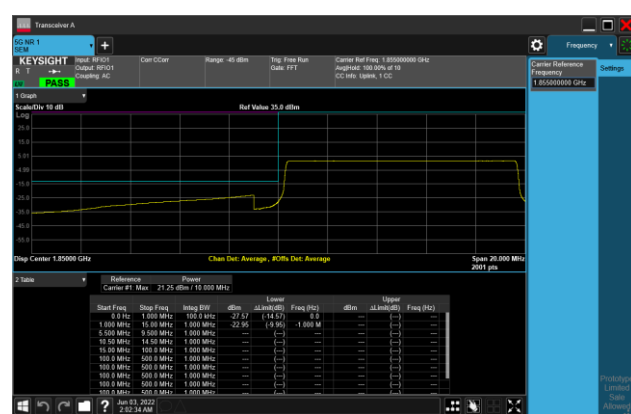 Transceiver A
5G NR 1
SEM
Frequency
KEYSIGHT
R T
PASS
Input: RFIO1
Output: RFIO1
Coupling: AC
Corr CCorr
Range: -45 dBm
Trig: Free Run
Gate: FFT
Carrier Ref Freq: 1.855000000 GHz
Avg|Hold: 100.00% of 10
CC Info: Uplink, 1 CC
Carrier Reference
Frequency
1.855000000 GHz
Settings
1 Graph
Scale/Div 10 dB
Ref Value 35.0 dBm
Log
25.0
15.0
5.01
-4.99
-15.0
-25.0
-35.0
-45.0
-55.0
Disp Center 1.85000 GHz
Chan Det: Average , #Offs Det: Average
Span 20.000 MHz
2001 pts
2 Table
Reference Power
Carrier #1 Max 21.25 dBm / 10.000 MHz
Lower Upper
Start Freq Stop Freq Integ BW dBm ΔLimit(dB) Freq (Hz) dBm ΔLimit(dB) Freq (Hz)
0.0 Hz 1.000 MHz 100.0 kHz -27.57 (-14.57) 0.0 --- (---) ---
1.000 MHz 15.00 MHz 1.000 MHz -22.95 (-9.95) -1.000 M --- (---) ---
5.500 MHz 9.500 MHz 1.000 MHz --- (---) --- --- (---) ---
10.50 MHz 14.50 MHz 1.000 MHz --- (---) --- --- (---) ---
15.00 MHz 100.0 MHz 1.000 MHz --- (---) --- --- (---) ---
100.0 MHz 500.0 MHz 1.000 MHz --- (---) --- --- (---) ---
100.0 MHz 500.0 MHz 1.000 MHz --- (---) --- --- (---) ---
100.0 MHz 500.0 MHz 1.000 MHz --- (---) --- --- (---) ---
100.0 MHz 500.0 MHz 1.000 MHz --- (---) --- --- (---) ---
Jun 03, 2022
2:02:34 AM
Prototype
Limited
Sale
Allowed